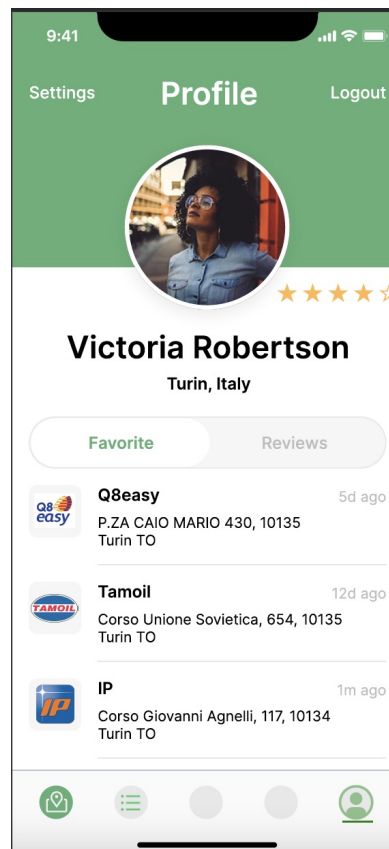 9:41
Settings
Profile
Logout
Victoria Robertson
Turin, Italy
Favorite
Reviews
Q8easy
5d ago
Q8
easy
P.ZA CAIO MARIO 430, 10135
Turin TO
Tamoil
12d ago
TAMOIL
Corso Unione Sovietica, 654, 10135
Turin TO
IP
1m ago
IP
Corso Giovanni Agnelli, 117, 10134
Turin TO